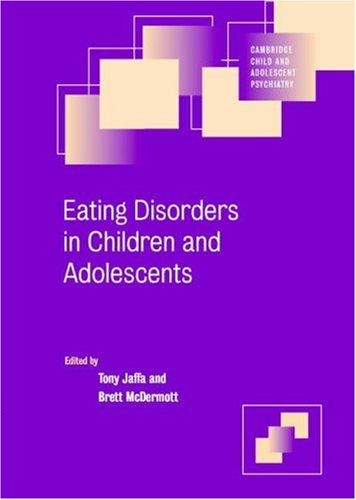 CAMBRIDGE
CHILD AND
ADOLESCENT
PSYCHIATRY
Eating Disorders
in Children and
Adolescents
Edited by
Tony Jaffa and
Brett McDermott